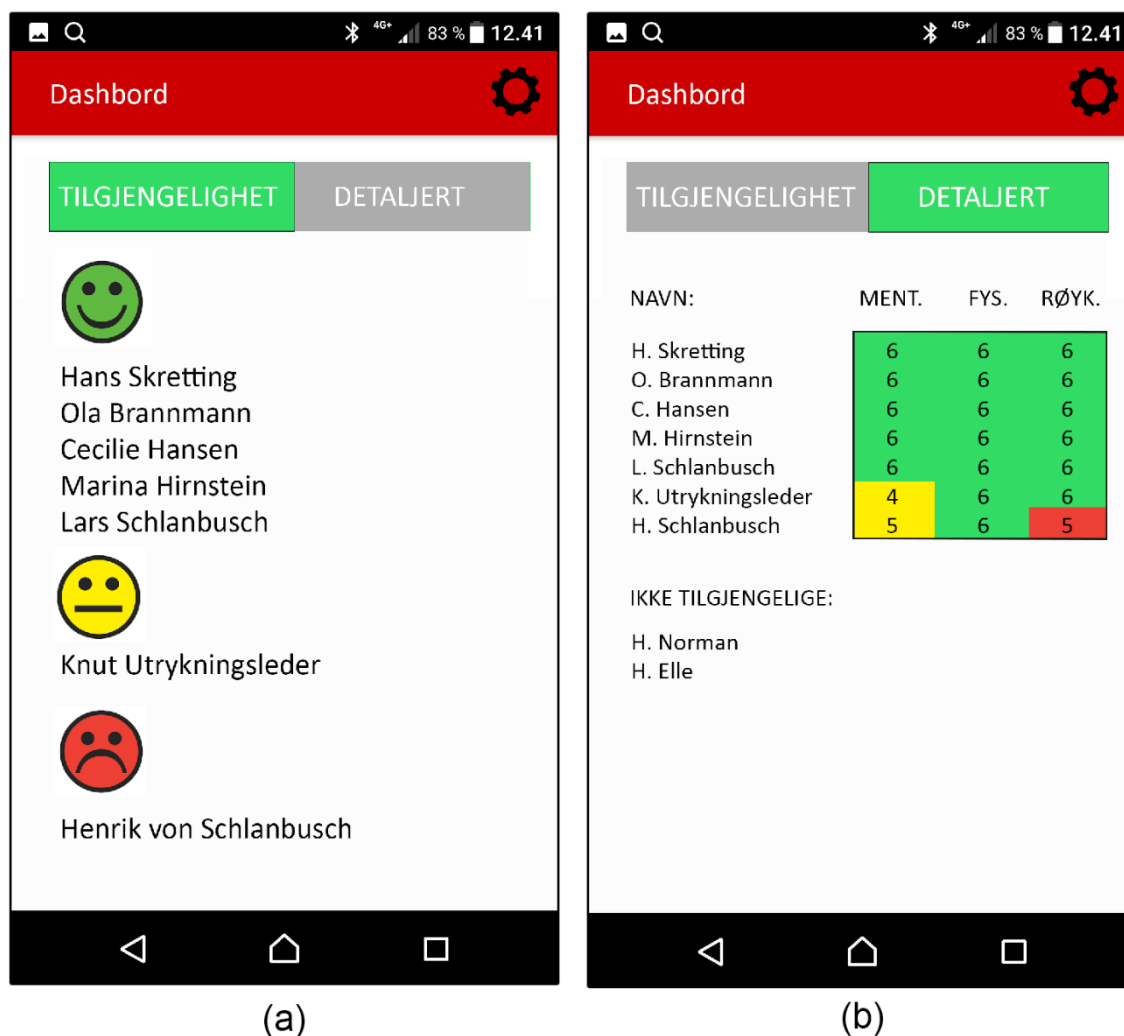 4G+ 83 % 12.41
Dashbord
TILGJENGELIGHET DETALJERT
Hans Skretting
Ola Brannmann
Cecilie Hansen
Marina Hirnstein
Lars Schlanbusch
Knut Utrykningsleder
Henrik von Schlanbusch
(a)
4G+ 83 % 12.41
Dashbord
TILGJENGELIGHET DETALJERT
NAVN: MENT. FYS. RØYK.
H. Skretting 6 6 6
O. Brannmann 6 6 6
C. Hansen 6 6 6
M. Hirnstein 6 6 6
L. Schlanbusch 6 6 6
K. Utrykningsleder 4 6 6
H. Schlanbusch 5 6 5
IKKE TILGJENGELIGE:
H. Norman
H. Elle
(b)